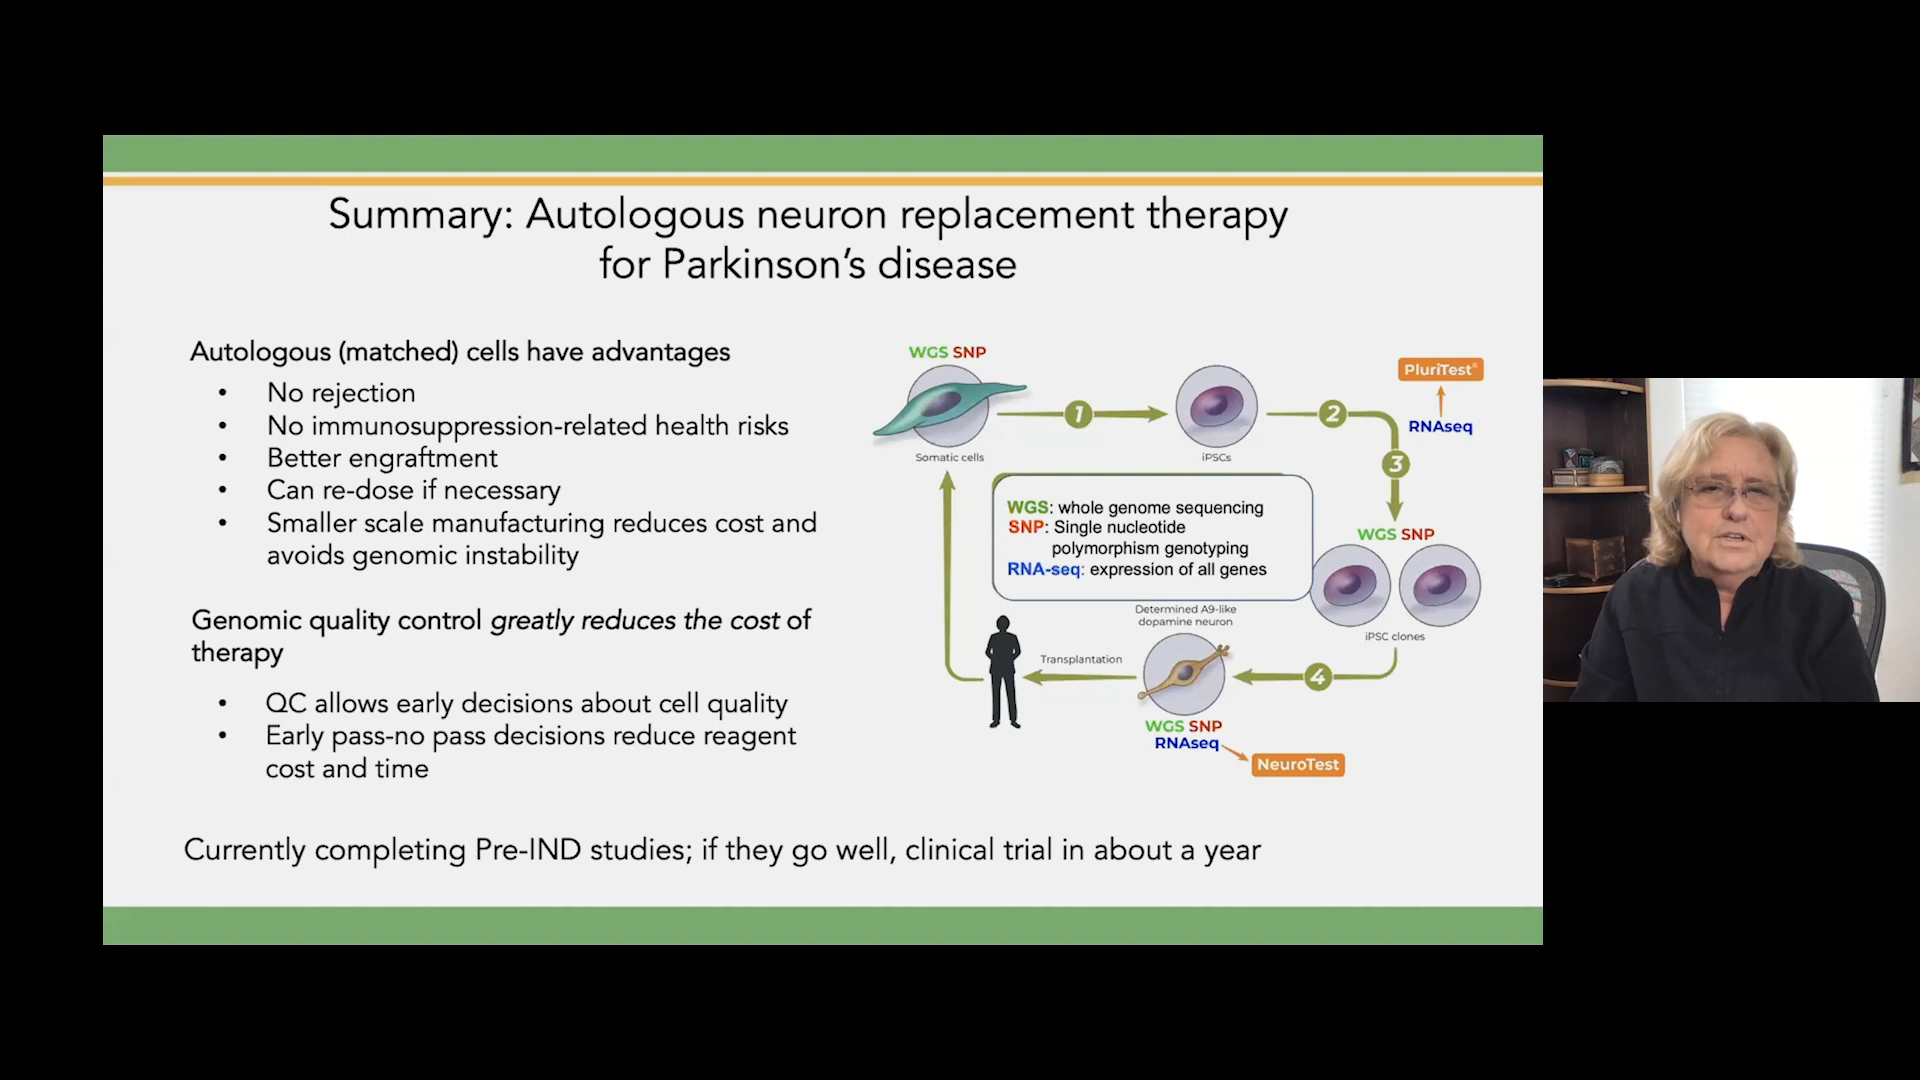 Summary: Autologous neuron replacement therapy
for Parkinson's disease
Autologous (matched) cells have advantages
• No rejection
• No immunosuppression-related health risks
• Better engraftment
• Can re-dose if necessary
• Smaller scale manufacturing reduces cost and
avoids genomic instability
Genomic quality control greatly reduces the cost of
therapy
• QC allows early decisions about cell quality
• Early pass-no pass decisions reduce reagent
cost and time
WGS SNP
Somatic cells
1
iPSCs
2
3
PluriTest®
RNAseq
WGS SNP
iPSC clones
WGS: whole genome sequencing
SNP: Single nucleotide
polymorphism genotyping
RNA-seq: expression of all genes
Determined A9-like
dopamine neuron
4
Transplantation
WGS SNP
RNAseq
NeuroTest
Currently completing Pre-IND studies; if they go well, clinical trial in about a year